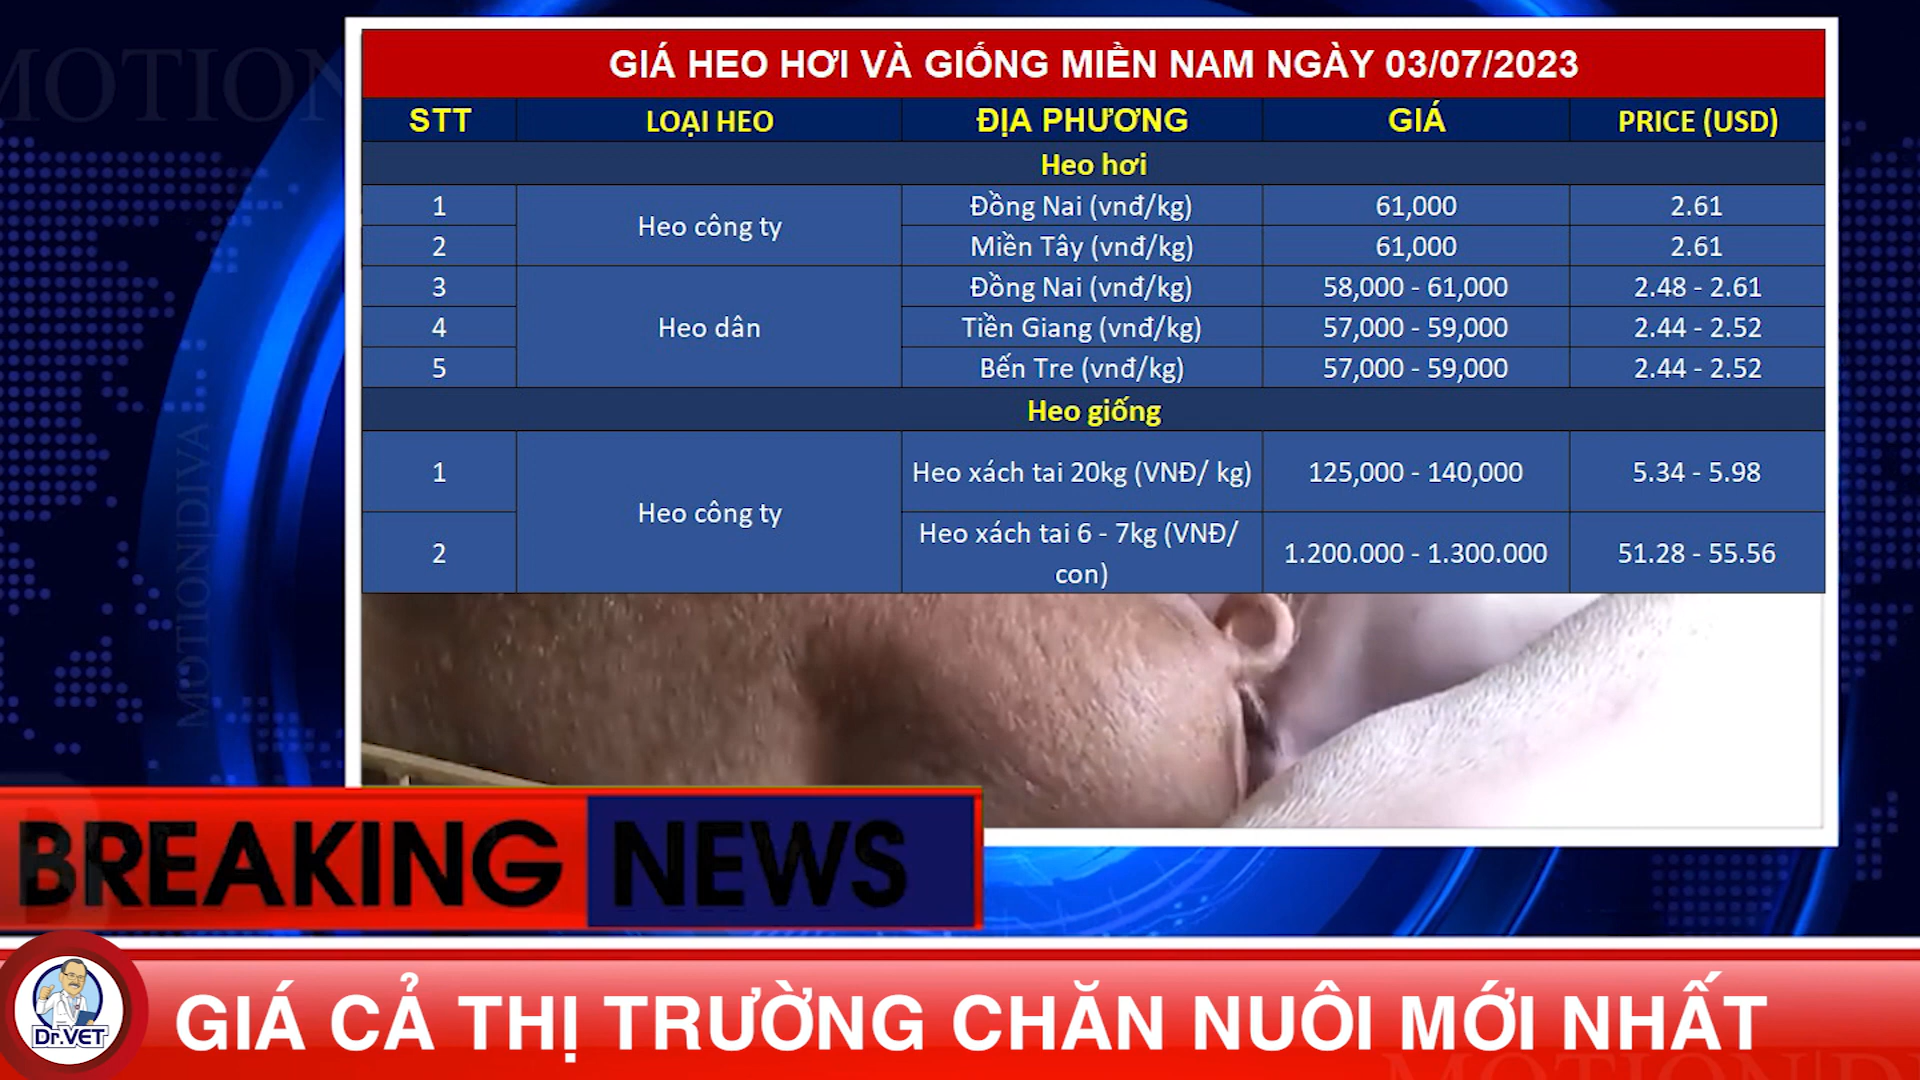 GIÁ HEO HƠI VÀ GIỐNG MIỀN NAM NGÀY 03/07/2023
STT LOẠI HEO ĐỊA PHƯƠNG GIÁ PRICE (USD)
Heo hơi
1 Heo công ty Đồng Nai (vnđ/kg) 61,000 2.61
2 Miền Tây (vnđ/kg) 61,000 2.61
3 Đồng Nai (vnđ/kg) 58,000 - 61,000 2.48 - 2.61
4 Heo dân Tiền Giang (vnđ/kg) 57,000 - 59,000 2.44 - 2.52
5 Bến Tre (vnđ/kg) 57,000 - 59,000 2.44 - 2.52
Heo giống
1 Heo công ty Heo xách tai 20kg (VNĐ/ kg) 125,000 - 140,000 5.34 - 5.98
2 Heo xách tai 6 - 7kg (VNĐ/
con) 1.200.000 - 1.300.000 51.28 - 55.56
MOTION
MOTION|DIVA...
BREAKING NEWS
Dr.VET
GIÁ CẢ THỊ TRƯỜNG CHĂN NUÔI MỚI NHẤT
MOTION|D